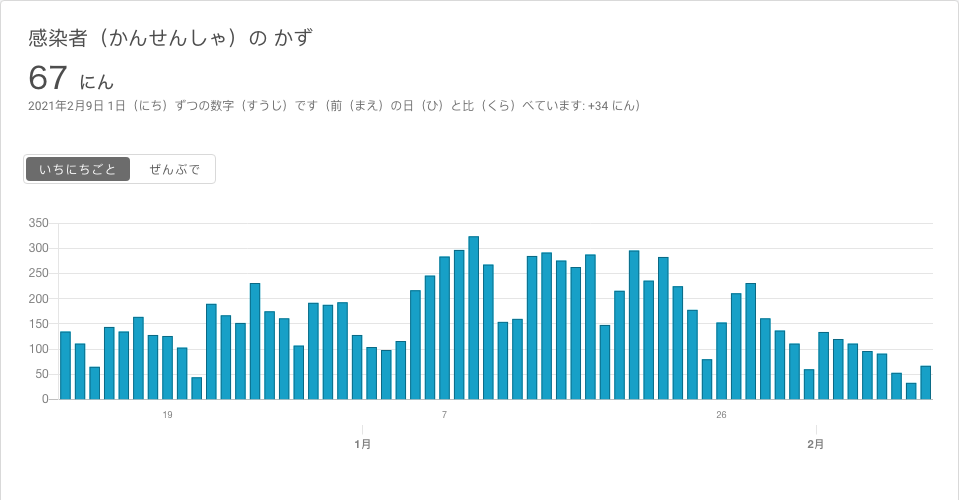 感染者（かんせんしゃ）の かず
67 にん
2021年2月9日 1日（にち）ずつの数字（すうじ）です（前（まえ）の日（ひ）と比（くら）べています: +34 にん）
いちにちごと ぜんぶで
350
300
250
200
150
100
50
0
19 7 26
1月 2月